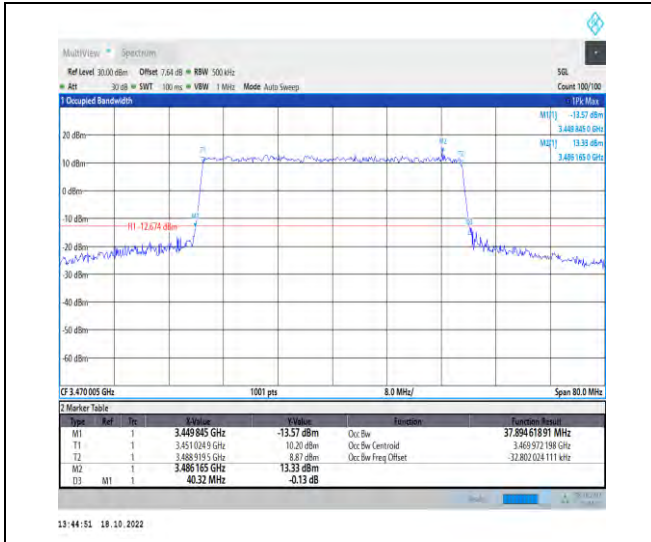 MultiView Spectrum
Ref Level 30.00 dBm Offset 7.64 dB RBW 500 kHz SGL
Att 30 dB SWT 100 ms VBW 1 MHz Mode Auto Sweep Count 100/100
1 Occupied Bandwidth 1Pk Max
M1[1] -13.57 dBm
3.449 845 0 GHz
20 dBm M2[1] 13.33 dBm
M2 3.486 165 0 GHz
10 dBm
0 dBm
-10 dBm
M1
H1 -12.674 dBm
-20 dBm
-30 dBm
-40 dBm
-50 dBm
-60 dBm
CF 3.470 005 GHz 1001 pts 8.0 MHz/ Span 80.0 MHz
2 Marker Table
Type Ref Trc X-Value Y-Value Function Function Result
M1 1 3.449 845 GHz -13.57 dBm Occ Bw 37.894 618 91 MHz
T1 1 3.451 024 9 GHz 10.20 dBm Occ Bw Centroid 3.469 972 198 GHz
T2 1 3.488 919 5 GHz 8.87 dBm Occ Bw Freq Offset -32.802 024 111 kHz
M2 1 3.486 165 GHz 13.33 dBm
D3 M1 1 40.32 MHz -0.13 dB
13:44:51 18.10.2022